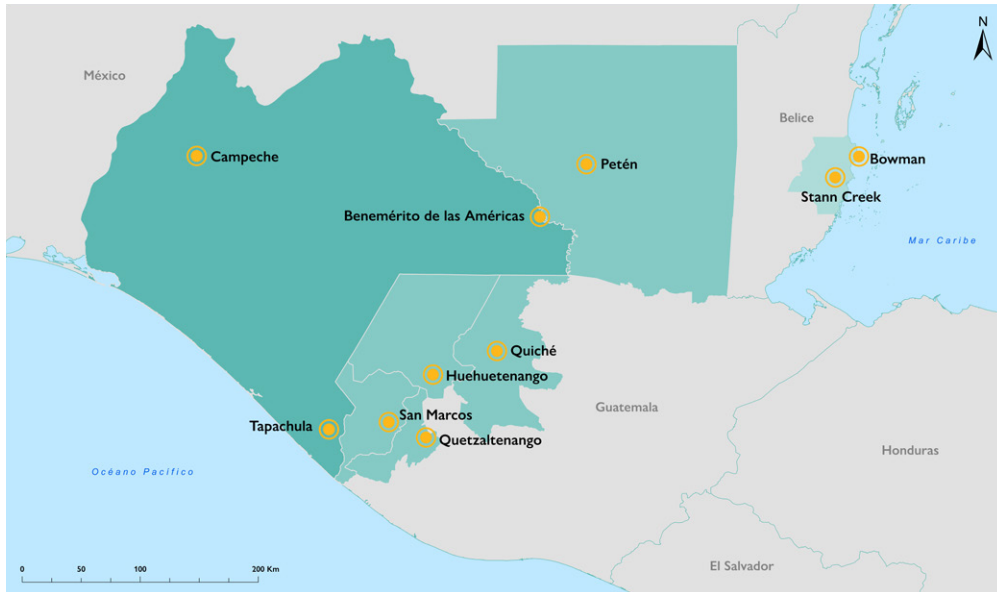 N
México
Belice
Campeche
Petén
Bowman
Stann Creek
Benemérito de las Américas
Mar Caribe
Quiché
Huehuetenango
San Marcos
Guatemala
Tapachula
Quetzaltenango
Honduras
Océano Pacífico
El Salvador
0 50 100 200 Km